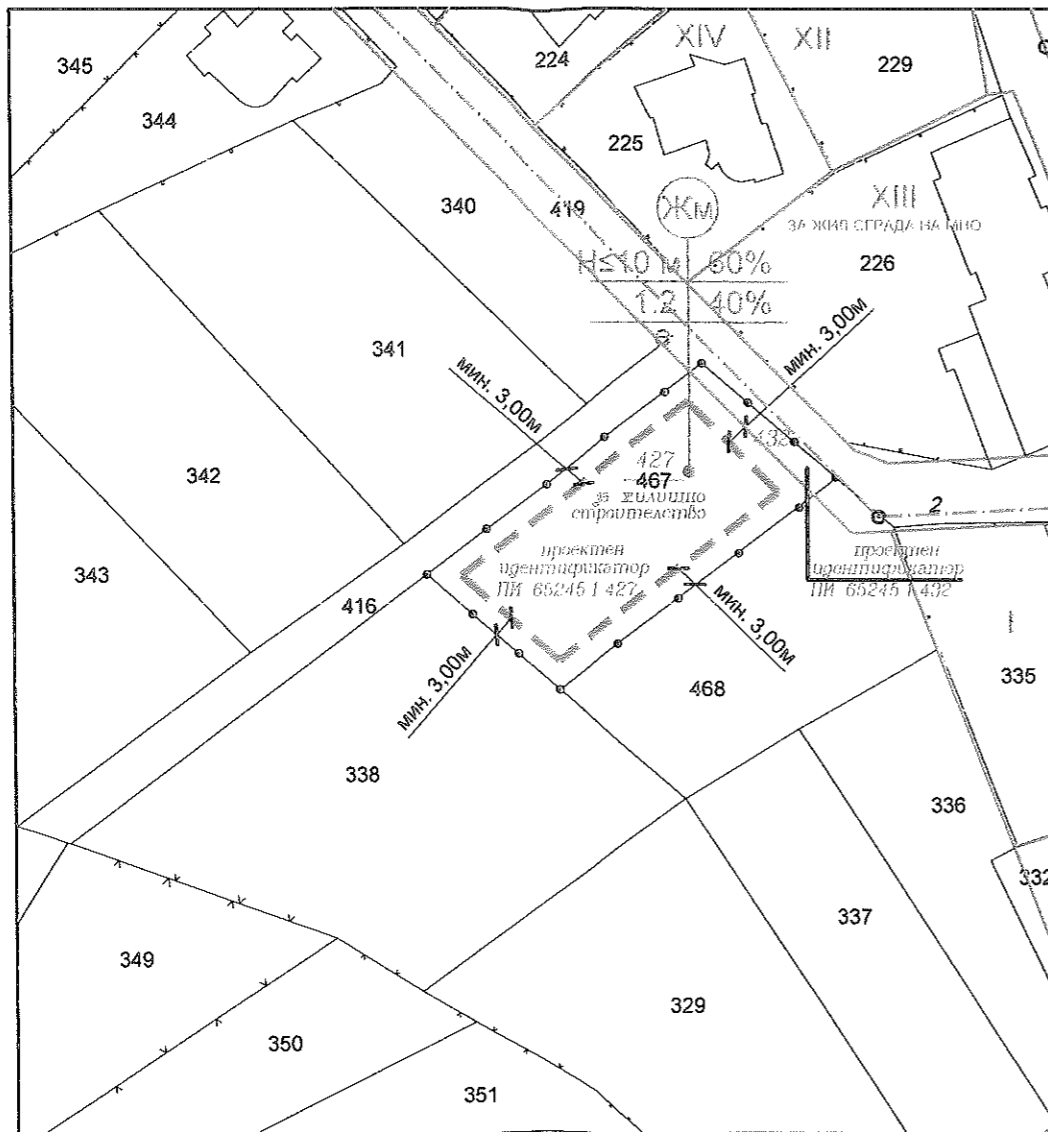 345
224
XIV
XII
229
344
225
340
419
Жм
XIII
ЗА ЖИЛ СГРАДА НА МНО
226
H≤10 м 60%
1.2 40%
341
мин. 3,00м
мин. 3,00м
432
427
467
за жилищно
строителство
342
2
проектен
идентификатор
ПИ 65245 1 427
проектен
идентификатор
ПИ 65245 1 432
343
416
мин. 3,00м
мин. 3,00м
I
335
468
338
336
332
337
349
329
350
351